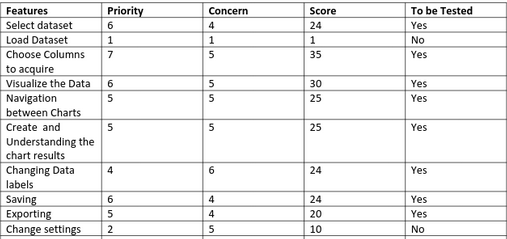 Features Priority Concern Score To be Tested
Select dataset 6 4 24 Yes
Load Dataset 1 1 1 No
Choose Columns 7 5 35 Yes
to acquire
Visualize the Data 6 5 30 Yes
Navigation 5 5 25 Yes
between Charts
Create and 5 5 25 Yes
Understanding the
chart results
Changing Data 4 6 24 Yes
labels
Saving 6 4 24 Yes
Exporting 5 4 20 Yes
Change settings 2 5 10 No